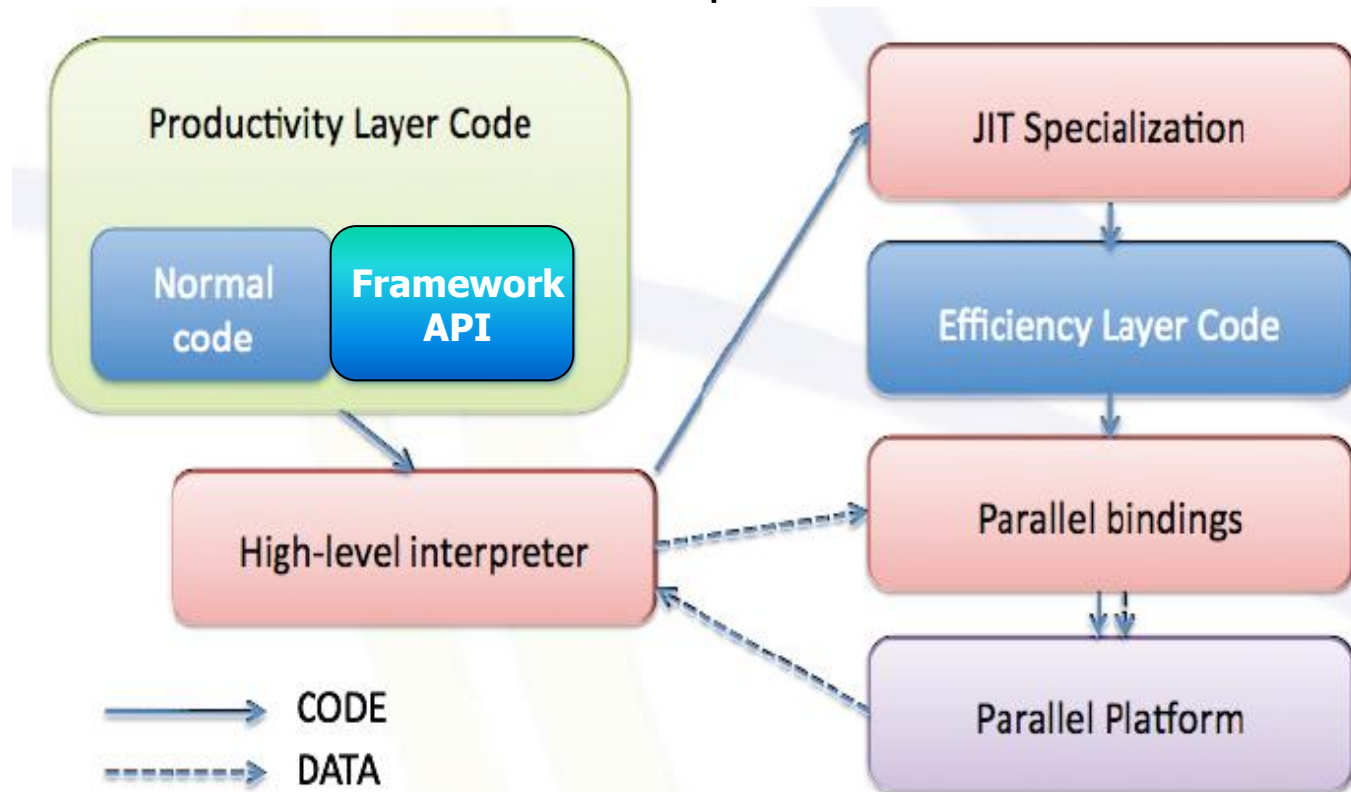 Productivity Layer Code
Normal
code
Framework
API
High-level interpreter
JIT Specialization
Efficiency Layer Code
Parallel bindings
Parallel Platform
CODE
DATA